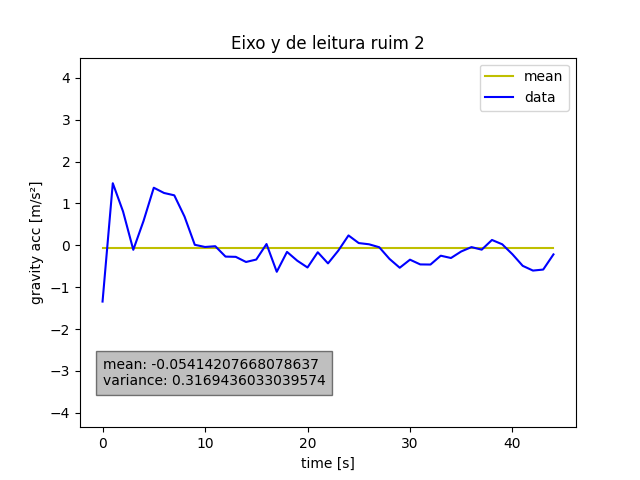 Eixo y de leitura ruim 2
mean
data
gravity acc [m/s²]
4
3
2
1
0
−1
−2
−3
−4
mean: -0.05414207668078637
variance: 0.3169436033039574
0
10
20
30
40
time [s]